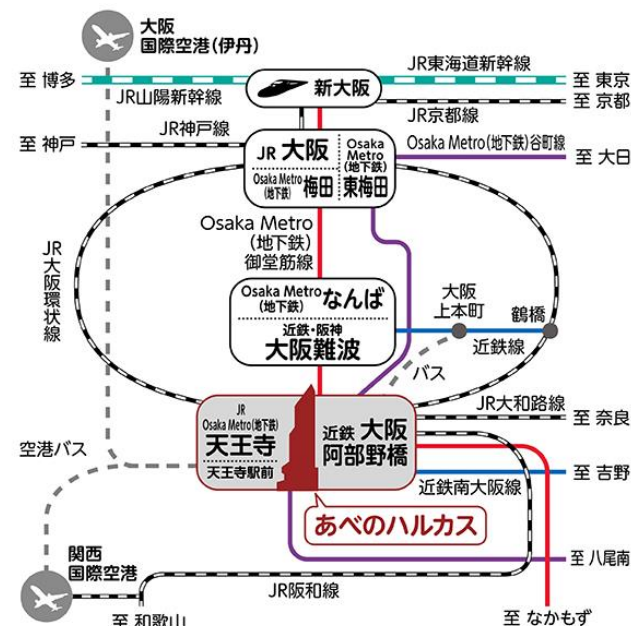 大阪
国際空港(伊丹)
JR東海道新幹線
至 博多
新大阪
至 東京
JR山陽新幹線
至 京都
JR京都線
JR神戸線
至 神戸
Osaka Metro(地下鉄)谷町線
至 大日
JR 大阪
Osaka Metro
(地下鉄)
梅田
Osaka
Metro
(地下鉄)
東梅田
Osaka Metro
(地下鉄)
御堂筋線
JR大阪環状線
Osaka Metro
(地下鉄)
なんば
近鉄・阪神
大阪難波
大阪
上本町
鶴橋
近鉄線
バス
JR大和路線
至 奈良
JR
Osaka Metro(地下鉄)
天王寺
天王寺駅前
近鉄 大阪
阿部野橋
空港バス
至 吉野
近鉄南大阪線
あべのハルカス
至 八尾南
関西
国際空港
JR阪和線
至 和歌山
至 なかもず